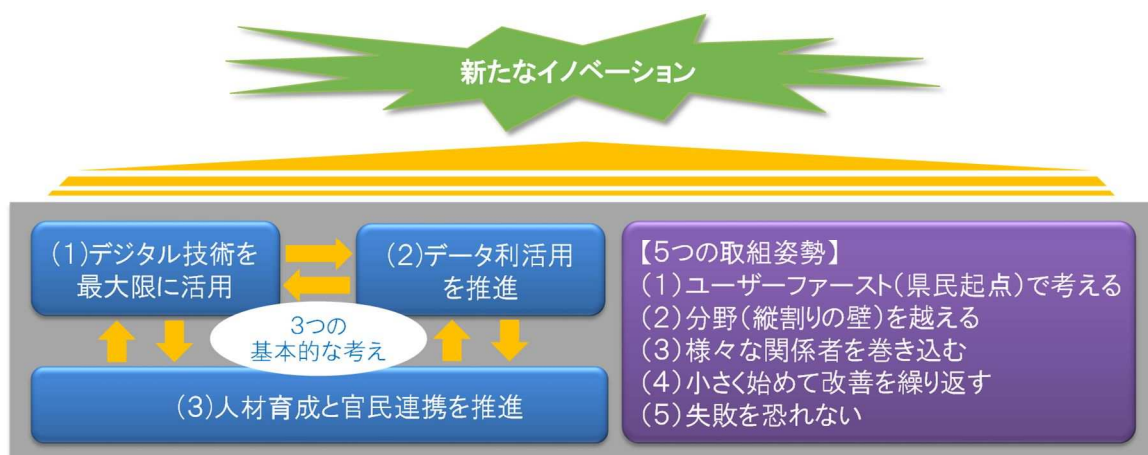 新たなイノベーション
(1)デジタル技術を
最大限に活用
(2)データ利活用
を推進
3つの
基本的な考え
(3)人材育成と官民連携を推進
【5つの取組姿勢】
(1)ユーザーファースト(県民起点)で考える
(2)分野(縦割りの壁)を越える
(3)様々な関係者を巻き込む
(4)小さく始めて改善を繰り返す
(5)失敗を恐れない